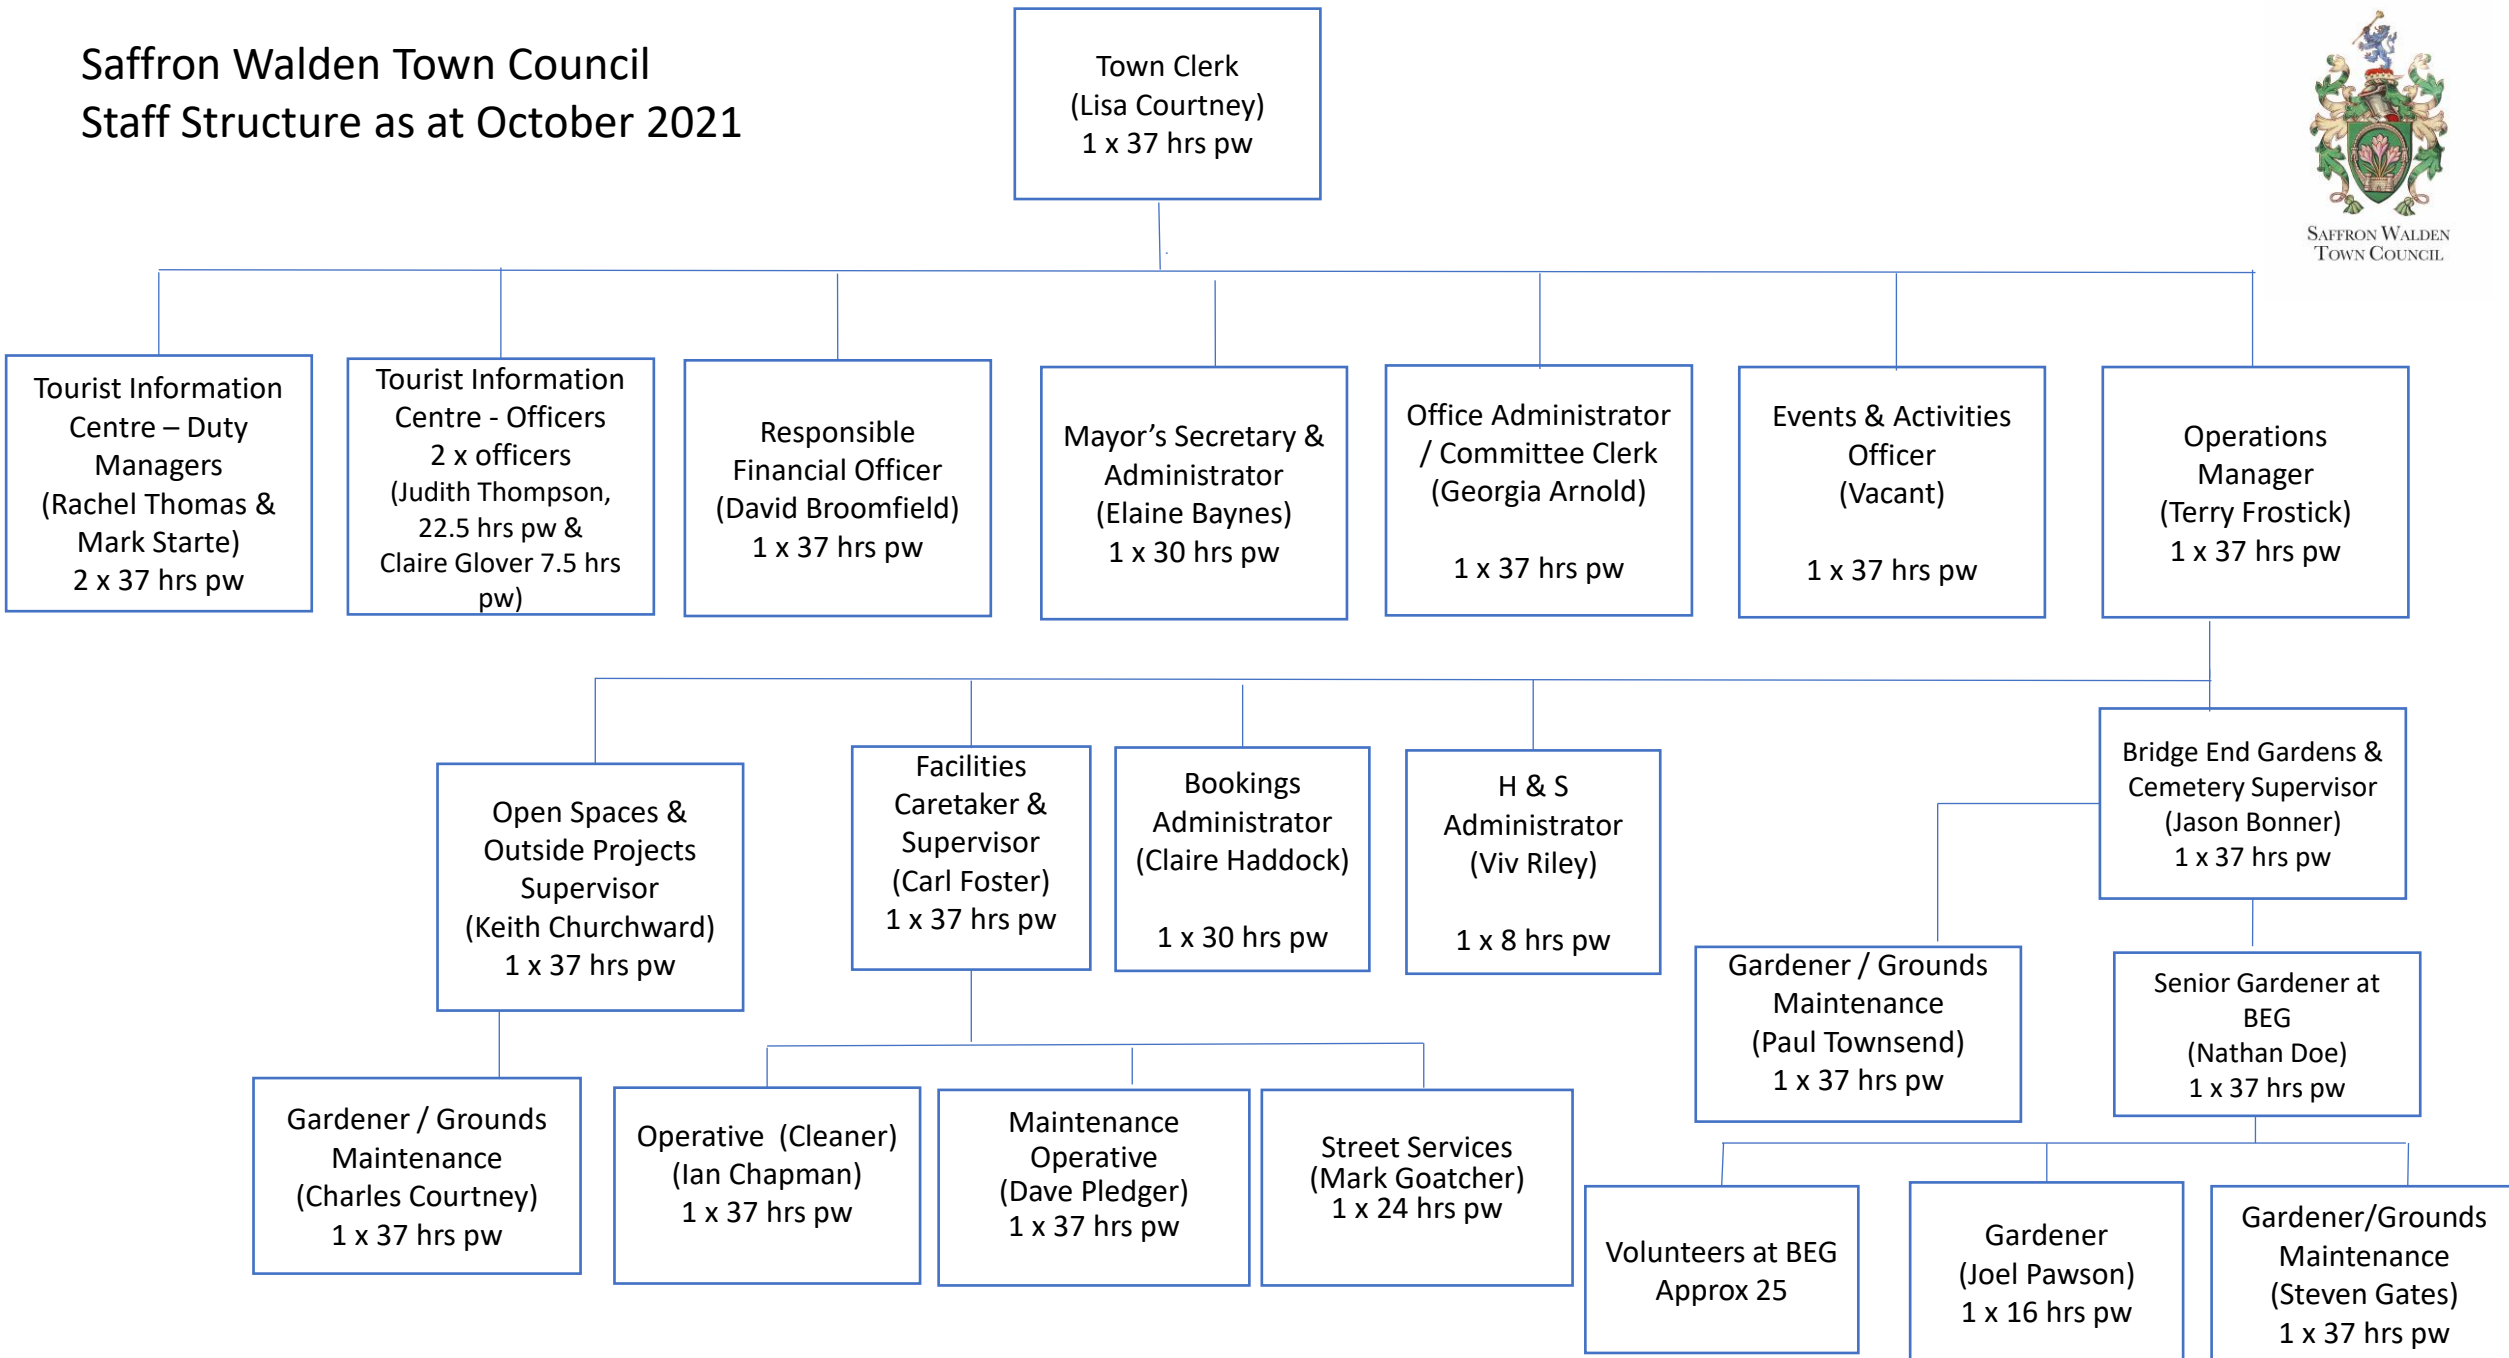 Saffron Walden Town Council
Staff Structure as at October 2021
Town Clerk
(Lisa Courtney)
1 x 37 hrs pw
SAFFRON WALDEN
TOWN COUNCIL
Tourist Information
Centre – Duty
Managers
(Rachel Thomas &
Mark Starte)
2 x 37 hrs pw
Tourist Information
Centre - Officers
2 x officers
(Judith Thompson,
22.5 hrs pw &
Claire Glover 7.5 hrs
pw)
Responsible
Financial Officer
(David Broomfield)
1 x 37 hrs pw
Mayor’s Secretary &
Administrator
(Elaine Baynes)
1 x 30 hrs pw
Office Administrator
/ Committee Clerk
(Georgia Arnold)
1 x 37 hrs pw
Events & Activities
Officer
(Vacant)
1 x 37 hrs pw
Operations
Manager
(Terry Frostick)
1 x 37 hrs pw
Open Spaces &
Outside Projects
Supervisor
(Keith Churchward)
1 x 37 hrs pw
Facilities
Caretaker &
Supervisor
(Carl Foster)
1 x 37 hrs pw
Bookings
Administrator
(Claire Haddock)
1 x 30 hrs pw
H & S
Administrator
(Viv Riley)
1 x 8 hrs pw
Bridge End Gardens &
Cemetery Supervisor
(Jason Bonner)
1 x 37 hrs pw
Gardener / Grounds
Maintenance
(Paul Townsend)
1 x 37 hrs pw
Senior Gardener at
BEG
(Nathan Doe)
1 x 37 hrs pw
Gardener / Grounds
Maintenance
(Charles Courtney)
1 x 37 hrs pw
Operative  (Cleaner)
(Ian Chapman)
1 x 37 hrs pw
Maintenance
Operative
(Dave Pledger)
1 x 37 hrs pw
Street Services
(Mark Goatcher)
1 x 24 hrs pw
Volunteers at BEG
Approx 25
Gardener
(Joel Pawson)
1 x 16 hrs pw
Gardener/Grounds
Maintenance
(Steven Gates)
1 x 37 hrs pw